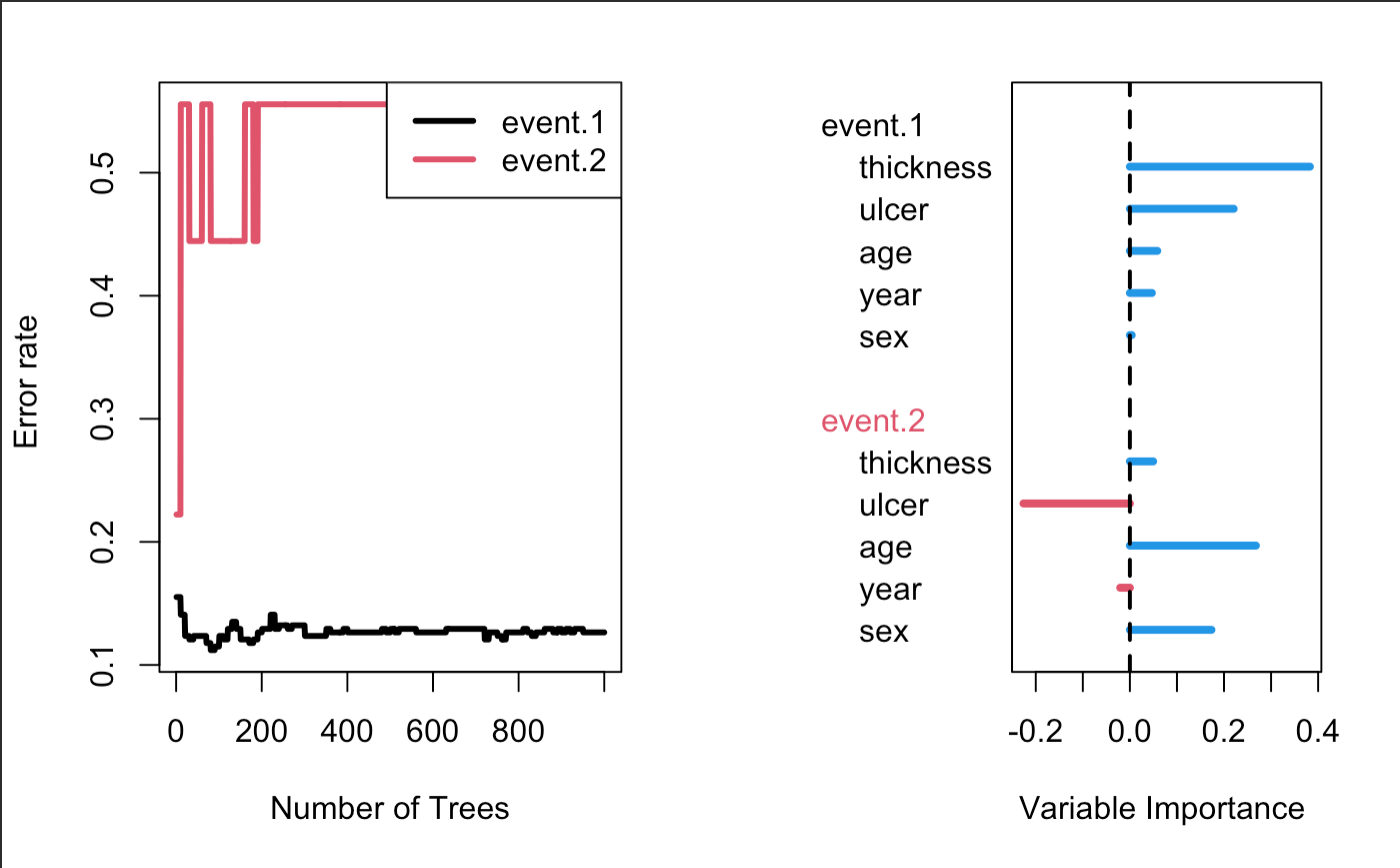 event.1
event.2
Error rate
0.5
0.4
0.3
0.2
0.1
0 200 400 600 800
Number of Trees
event.1
thickness
ulcer
age
year
sex
event.2
thickness
ulcer
age
year
sex
-0.2 0.0 0.2 0.4
Variable Importance